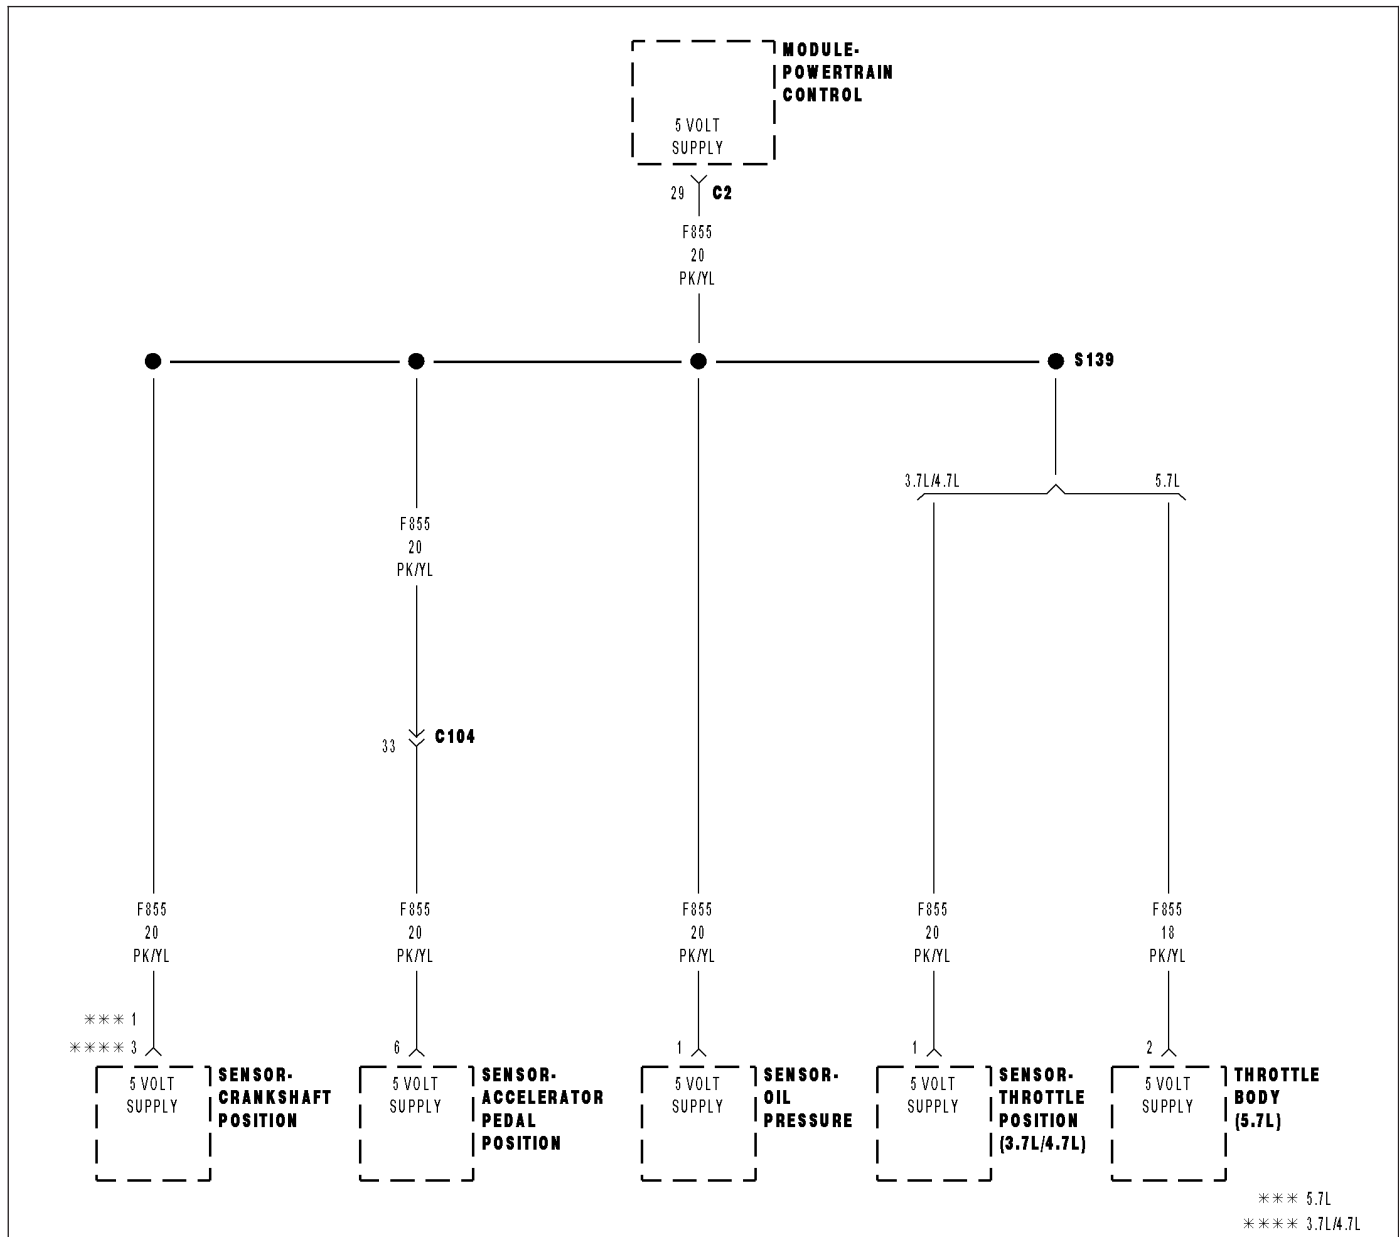 MODULE-
POWERTRAIN
CONTROL
5 VOLT
SUPPLY
29
C2
F855
20
PK/YL
S139
3.7L/4.7L
5.7L
F855
20
PK/YL
33
C104
F855
20
PK/YL
F855
20
PK/YL
F855
20
PK/YL
F855
20
PK/YL
F855
18
PK/YL
*** 1
**** 3
6
1
1
2
5 VOLT
SUPPLY
SENSOR-
CRANKSHAFT
POSITION
5 VOLT
SUPPLY
SENSOR-
ACCELERATOR
PEDAL
POSITION
5 VOLT
SUPPLY
SENSOR-
OIL
PRESSURE
5 VOLT
SUPPLY
SENSOR-
THROTTLE
POSITION
(3.7L/4.7L)
5 VOLT
SUPPLY
THROTTLE
BODY
(5.7L)
*** 5.7L
**** 3.7L/4.7L